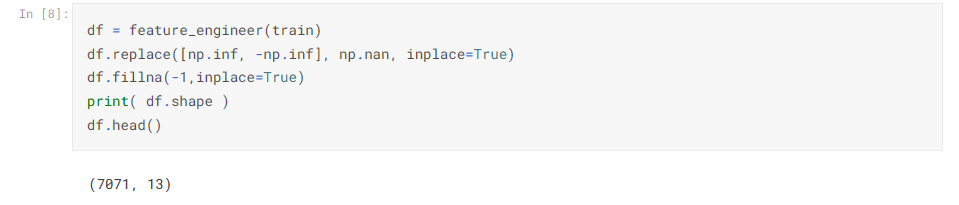 In [8]:
df = feature_engineer(train)
df.replace([np.inf, -np.inf], np.nan, inplace=True)
df.fillna(-1,inplace=True)
print( df.shape )
df.head()
(7071, 13)